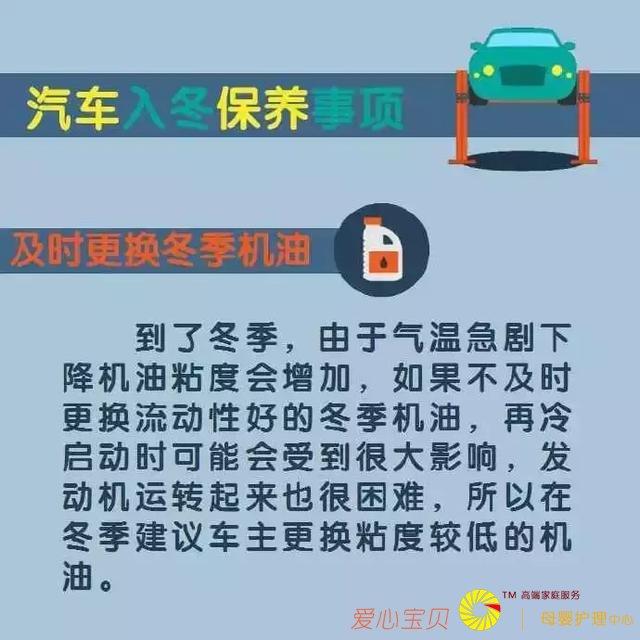 汽车入冬保养事项
及时更换冬季机油
到了冬季，由于气温急剧下
降机油粘度会增加，如果不及时
更换流动性好的冬季机油，再冷
启动时可能会受到很大影响，发
动机运转起来也很困难，所以在
冬季建议车主更换粘度较低的机
油。
TM 高端家庭服务
爱心宝贝 | 母婴护理中心